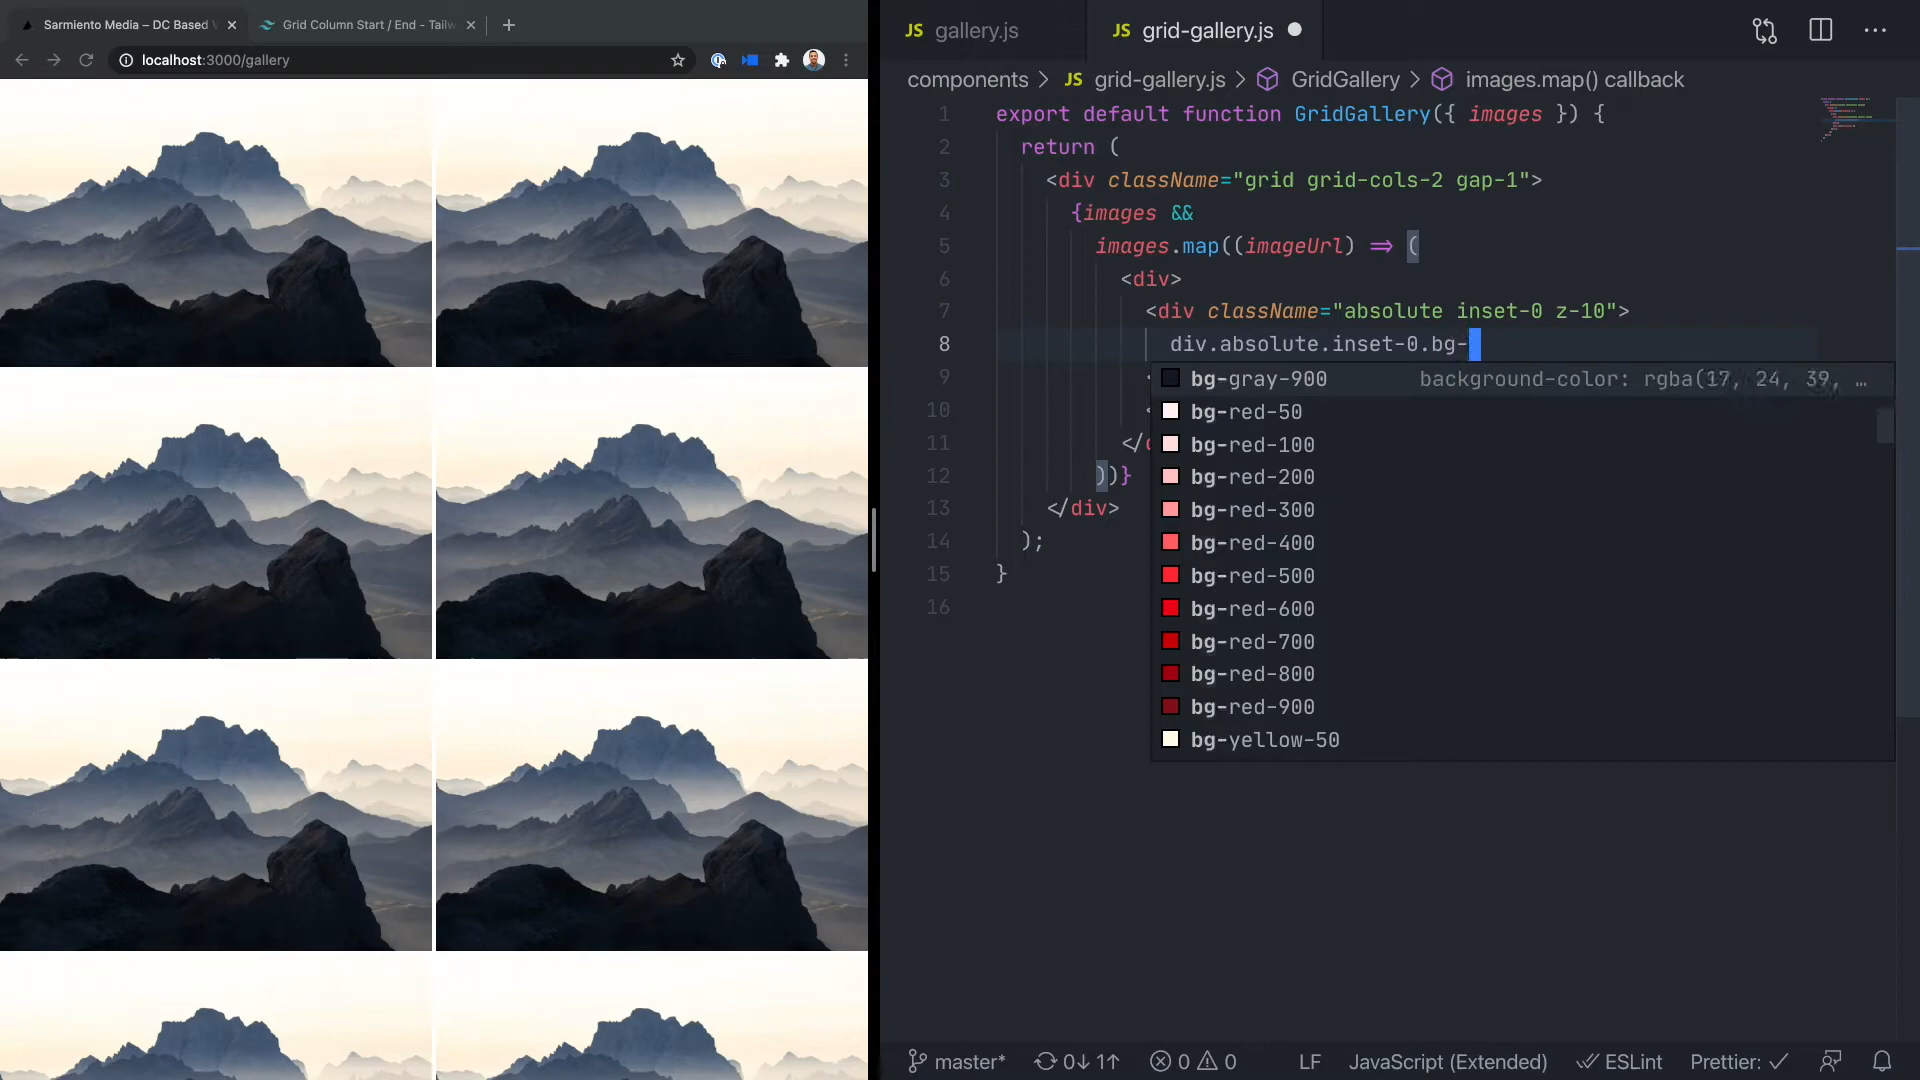 Sarmiento Media – DC Based
Grid Column Start / End - Tailw
localhost:3000/gallery
JS gallery.js
JS grid-gallery.js
components > JS grid-gallery.js > GridGallery > images.map() callback
1 export default function GridGallery({ images }) {
2 return (
3 <div className="grid grid-cols-2 gap-1">
4 {images &&
5 images.map((imageUrl) => (
6 <div>
7 <div className="absolute inset-0 z-10">
8 div.absolute.inset-0.bg-
bg-gray-900 background-color: rgba(17, 24, 39, …
9 <
bg-red-50
10 <
bg-red-100
11 </d
bg-red-200
12 ))}
bg-red-300
13 </div>
bg-red-400
14 );
bg-red-500
15 }
bg-red-600
16
bg-red-700
bg-red-800
bg-red-900
bg-yellow-50
master* 0↓ 1↑ 0 0 LF JavaScript (Extended) ESLint Prettier: ✓